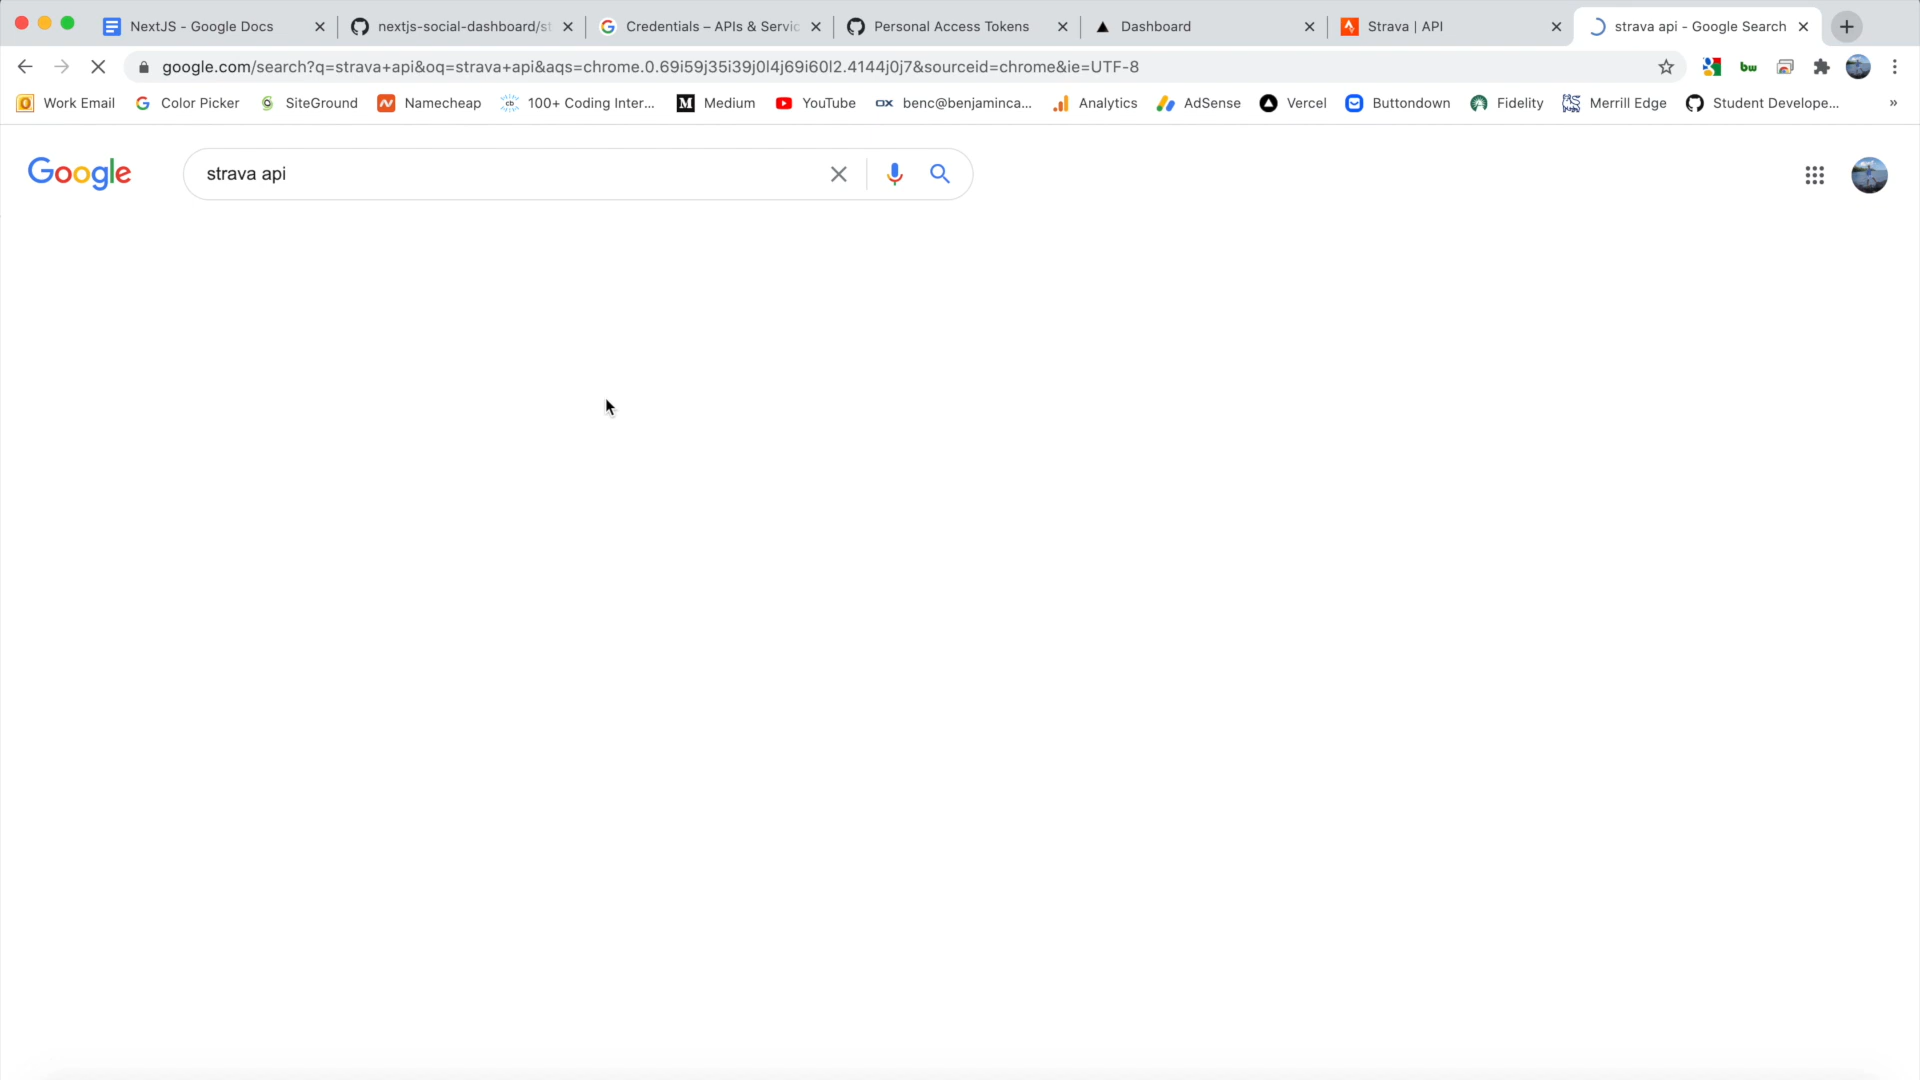 NextJS - Google Docs
nextjs-social-dashboard/st
Credentials – APIs & Servic
Personal Access Tokens
Dashboard
Strava | API
strava api - Google Search
google.com/search?q=strava+api&oq=strava+api&aqs=chrome.0.69i59j35i39j0l4j69i60l2.4144j0j7&sourceid=chrome&ie=UTF-8
bw
Work Email
Color Picker
SiteGround
Namecheap
cb
100+ Coding Inter...
M
Medium
YouTube
OX
benc@benjaminca...
Analytics
AdSense
Vercel
Buttondown
Fidelity
Merrill Edge
Student Develope...
»
Google
strava api